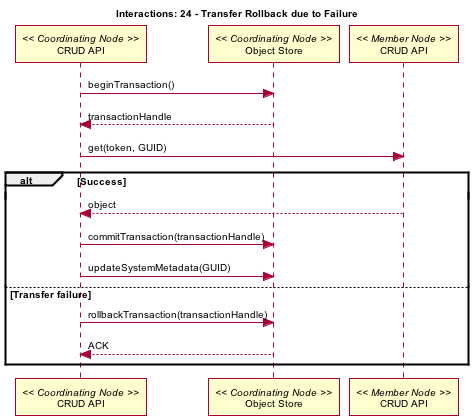 Interactions: 24 - Transfer Rollback due to Failure
<< Coordinating Node >>
CRUD API
<< Coordinating Node >>
Object Store
<< Member Node >>
CRUD API
beginTransaction()
transactionHandle
get(token, GUID)
alt
[Success]
object
commitTransaction(transactionHandle)
updateSystemMetadata(GUID)
[Transfer failure]
rollbackTransaction(transactionHandle)
ACK
<< Coordinating Node >>
CRUD API
<< Coordinating Node >>
Object Store
<< Member Node >>
CRUD API